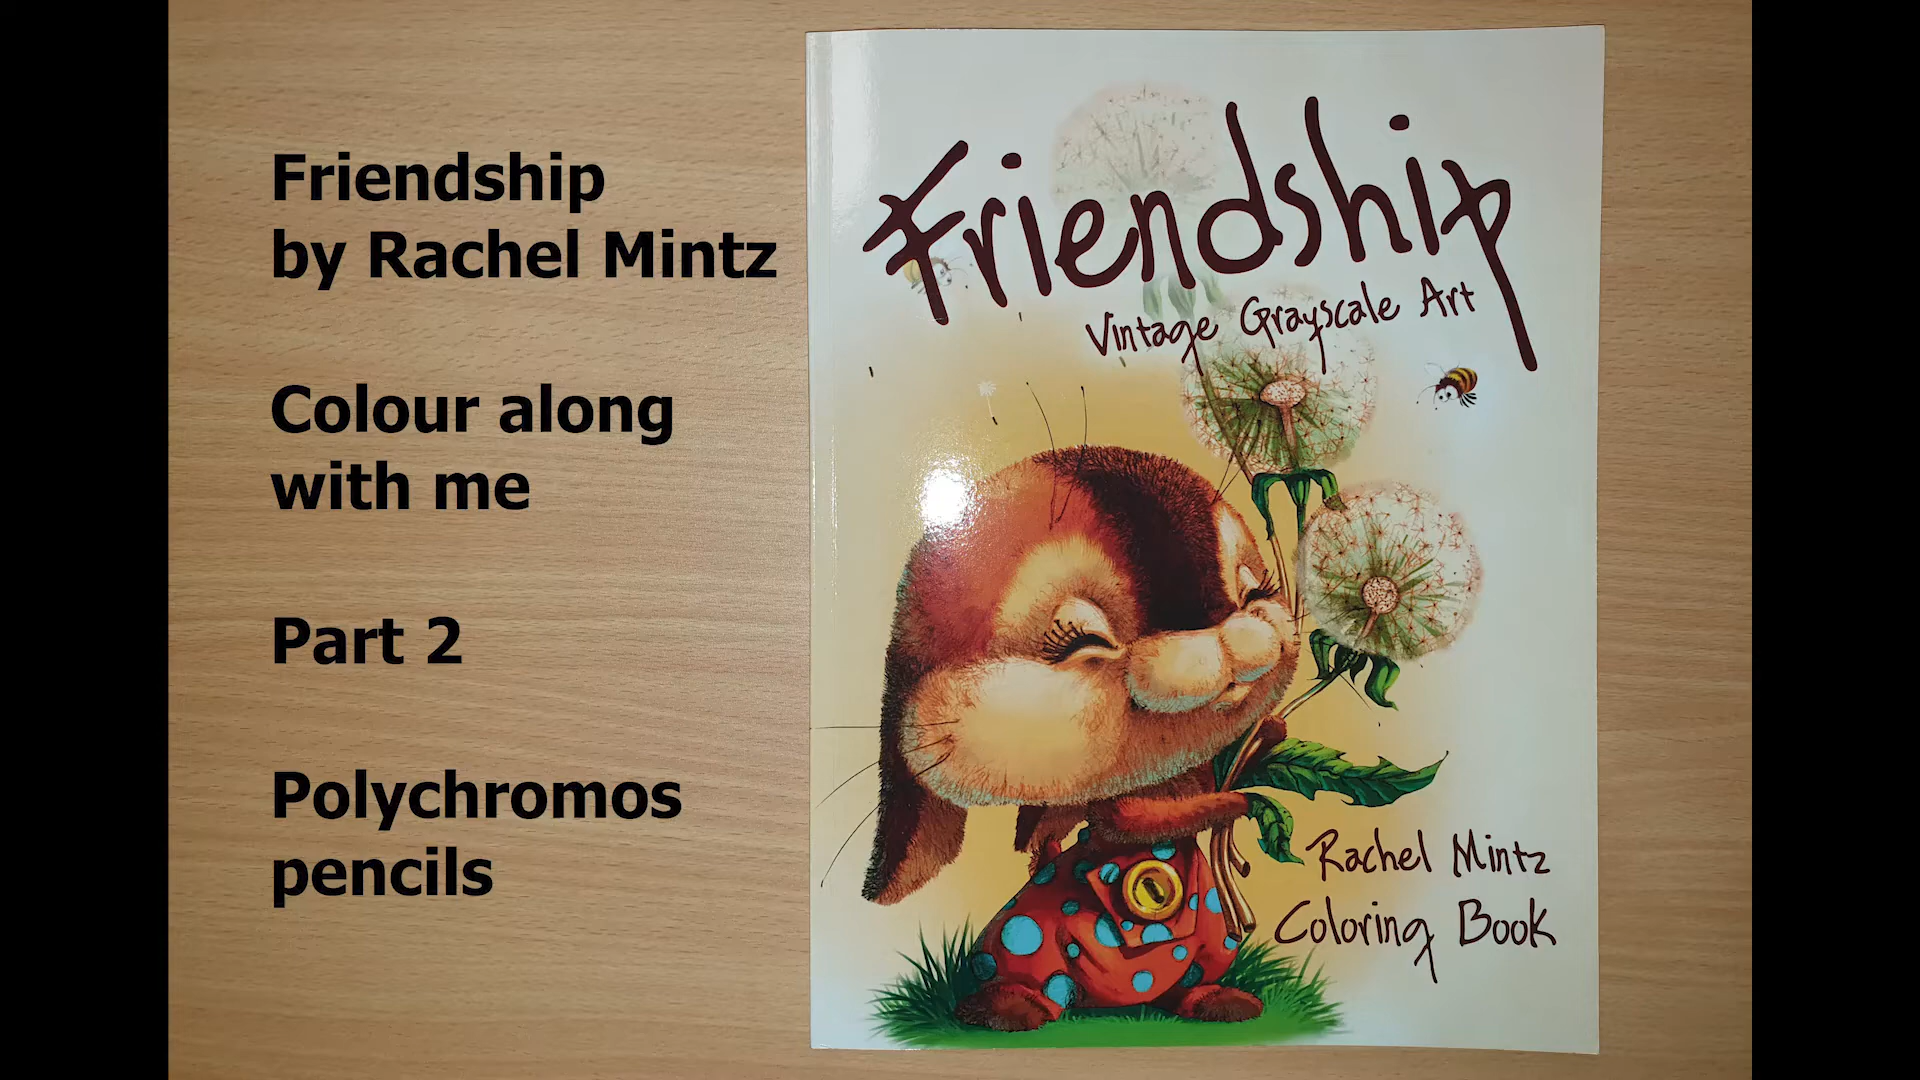 Friendship
by Rachel Mintz
Colour along
with me
Part 2
Polychromos
pencils
Friendship
Vintage Grayscale Art
Rachel Mintz
Coloring Book